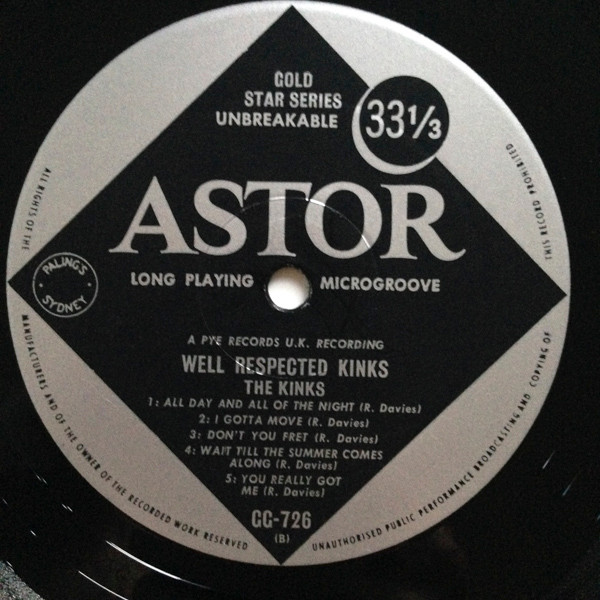 GOLD
STAR SERIES
UNBREAKABLE
33⅓
ASTOR
LONG PLAYING MICROGROOVE
PALING'S
SYDNEY
A PYE RECORDS U.K. RECORDING
WELL RESPECTED KINKS
THE KINKS
1: ALL DAY AND ALL OF THE NIGHT (R. Davies)
2: I GOTTA MOVE (R. Davies)
3: DON'T YOU FRET (R. Davies)
4: WAIT TILL THE SUMMER COMES
ALONG (R. Davies)
5: YOU REALLY GOT
ME (R. Davies)
GG-726
(B)
ALL RIGHTS OF THE
MANUFACTURERS AND OF THE OWNER OF THE RECORDED WORK RESERVED
UNAUTHORISED PUBLIC PERFORMANCE BROADCASTING AND COPYING OF
THIS RECORD PROHIBITED